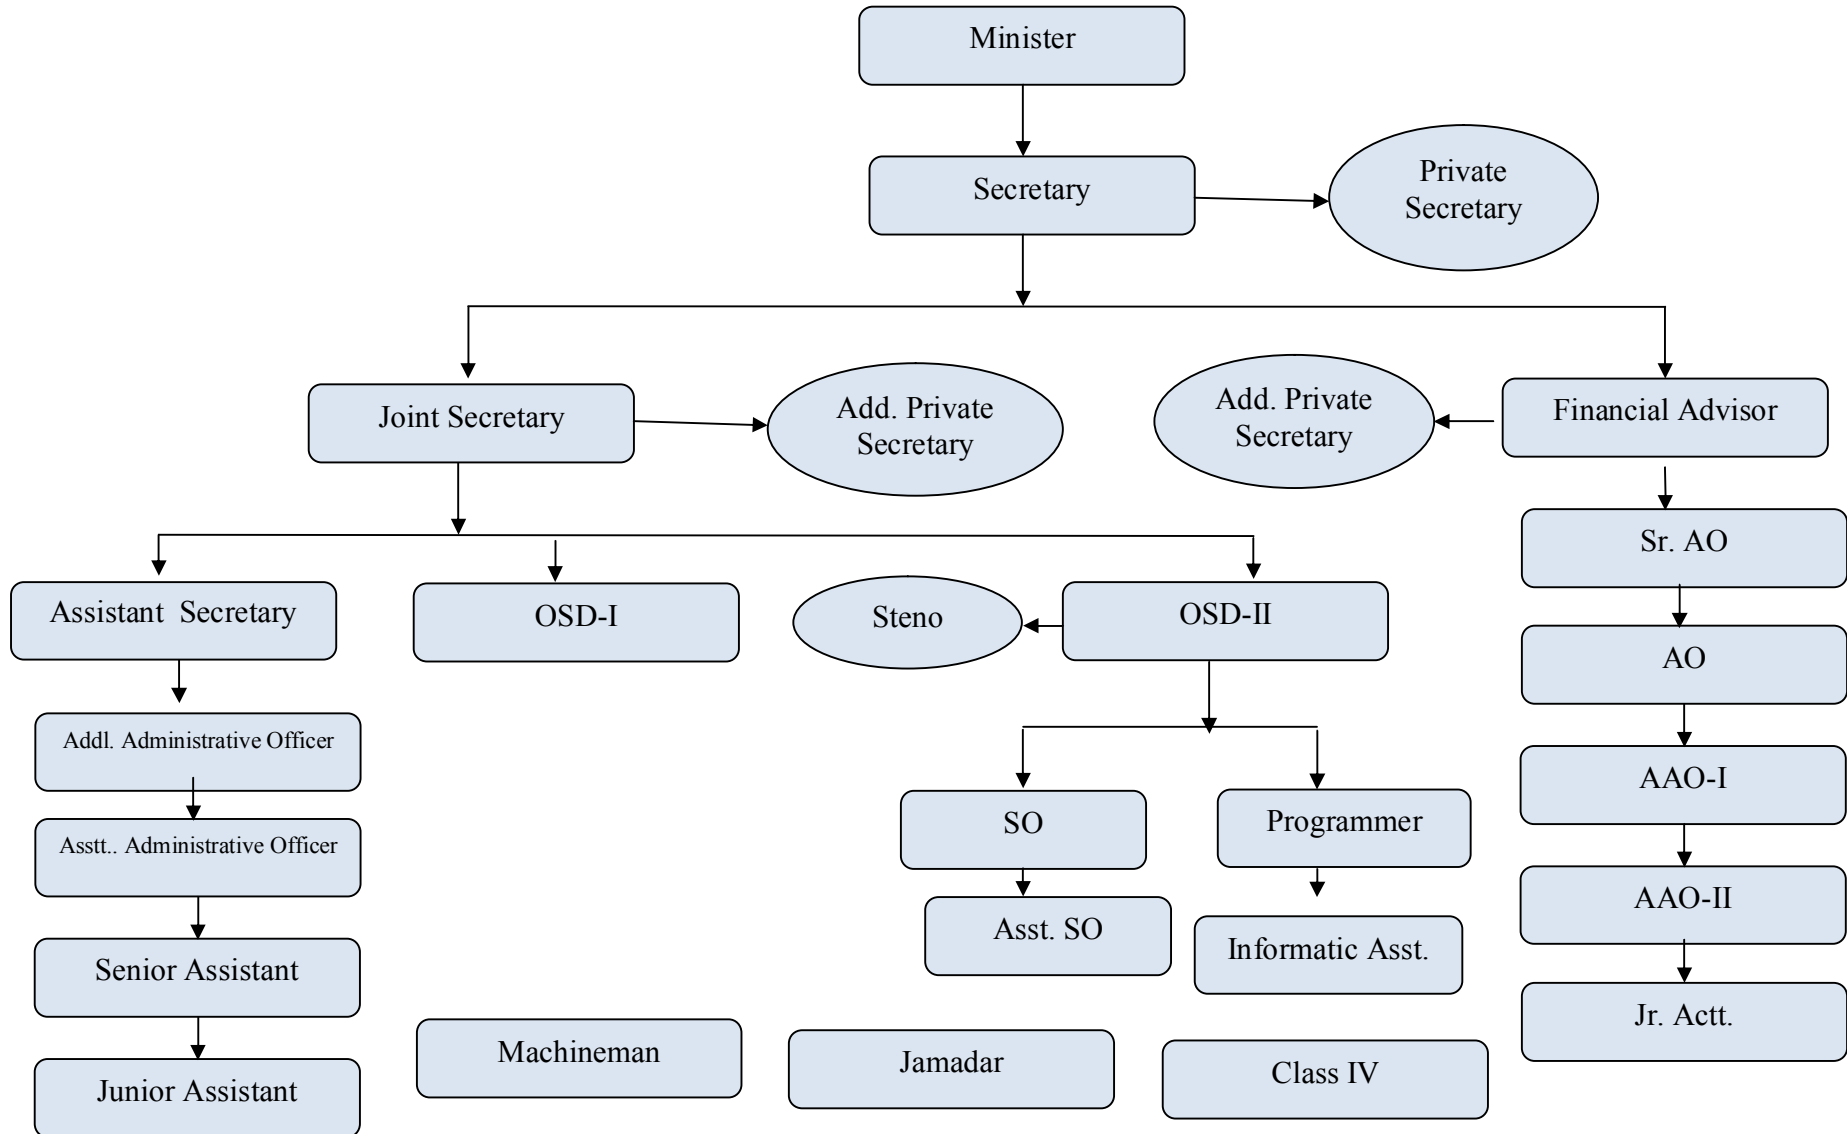 Minister
Secretary
Private
Secretary
Joint Secretary
Add. Private
Secretary
Add. Private
Secretary
Financial Advisor
Sr. AO
Assistant  Secretary
OSD-I
Steno
OSD-II
AO
Addl. Administrative Officer
AAO-I
SO
Programmer
Asstt.. Administrative Officer
AAO-II
Asst. SO
Informatic Asst.
Senior Assistant
Jr. Actt.
Machineman
Jamadar
Class IV
Junior Assistant